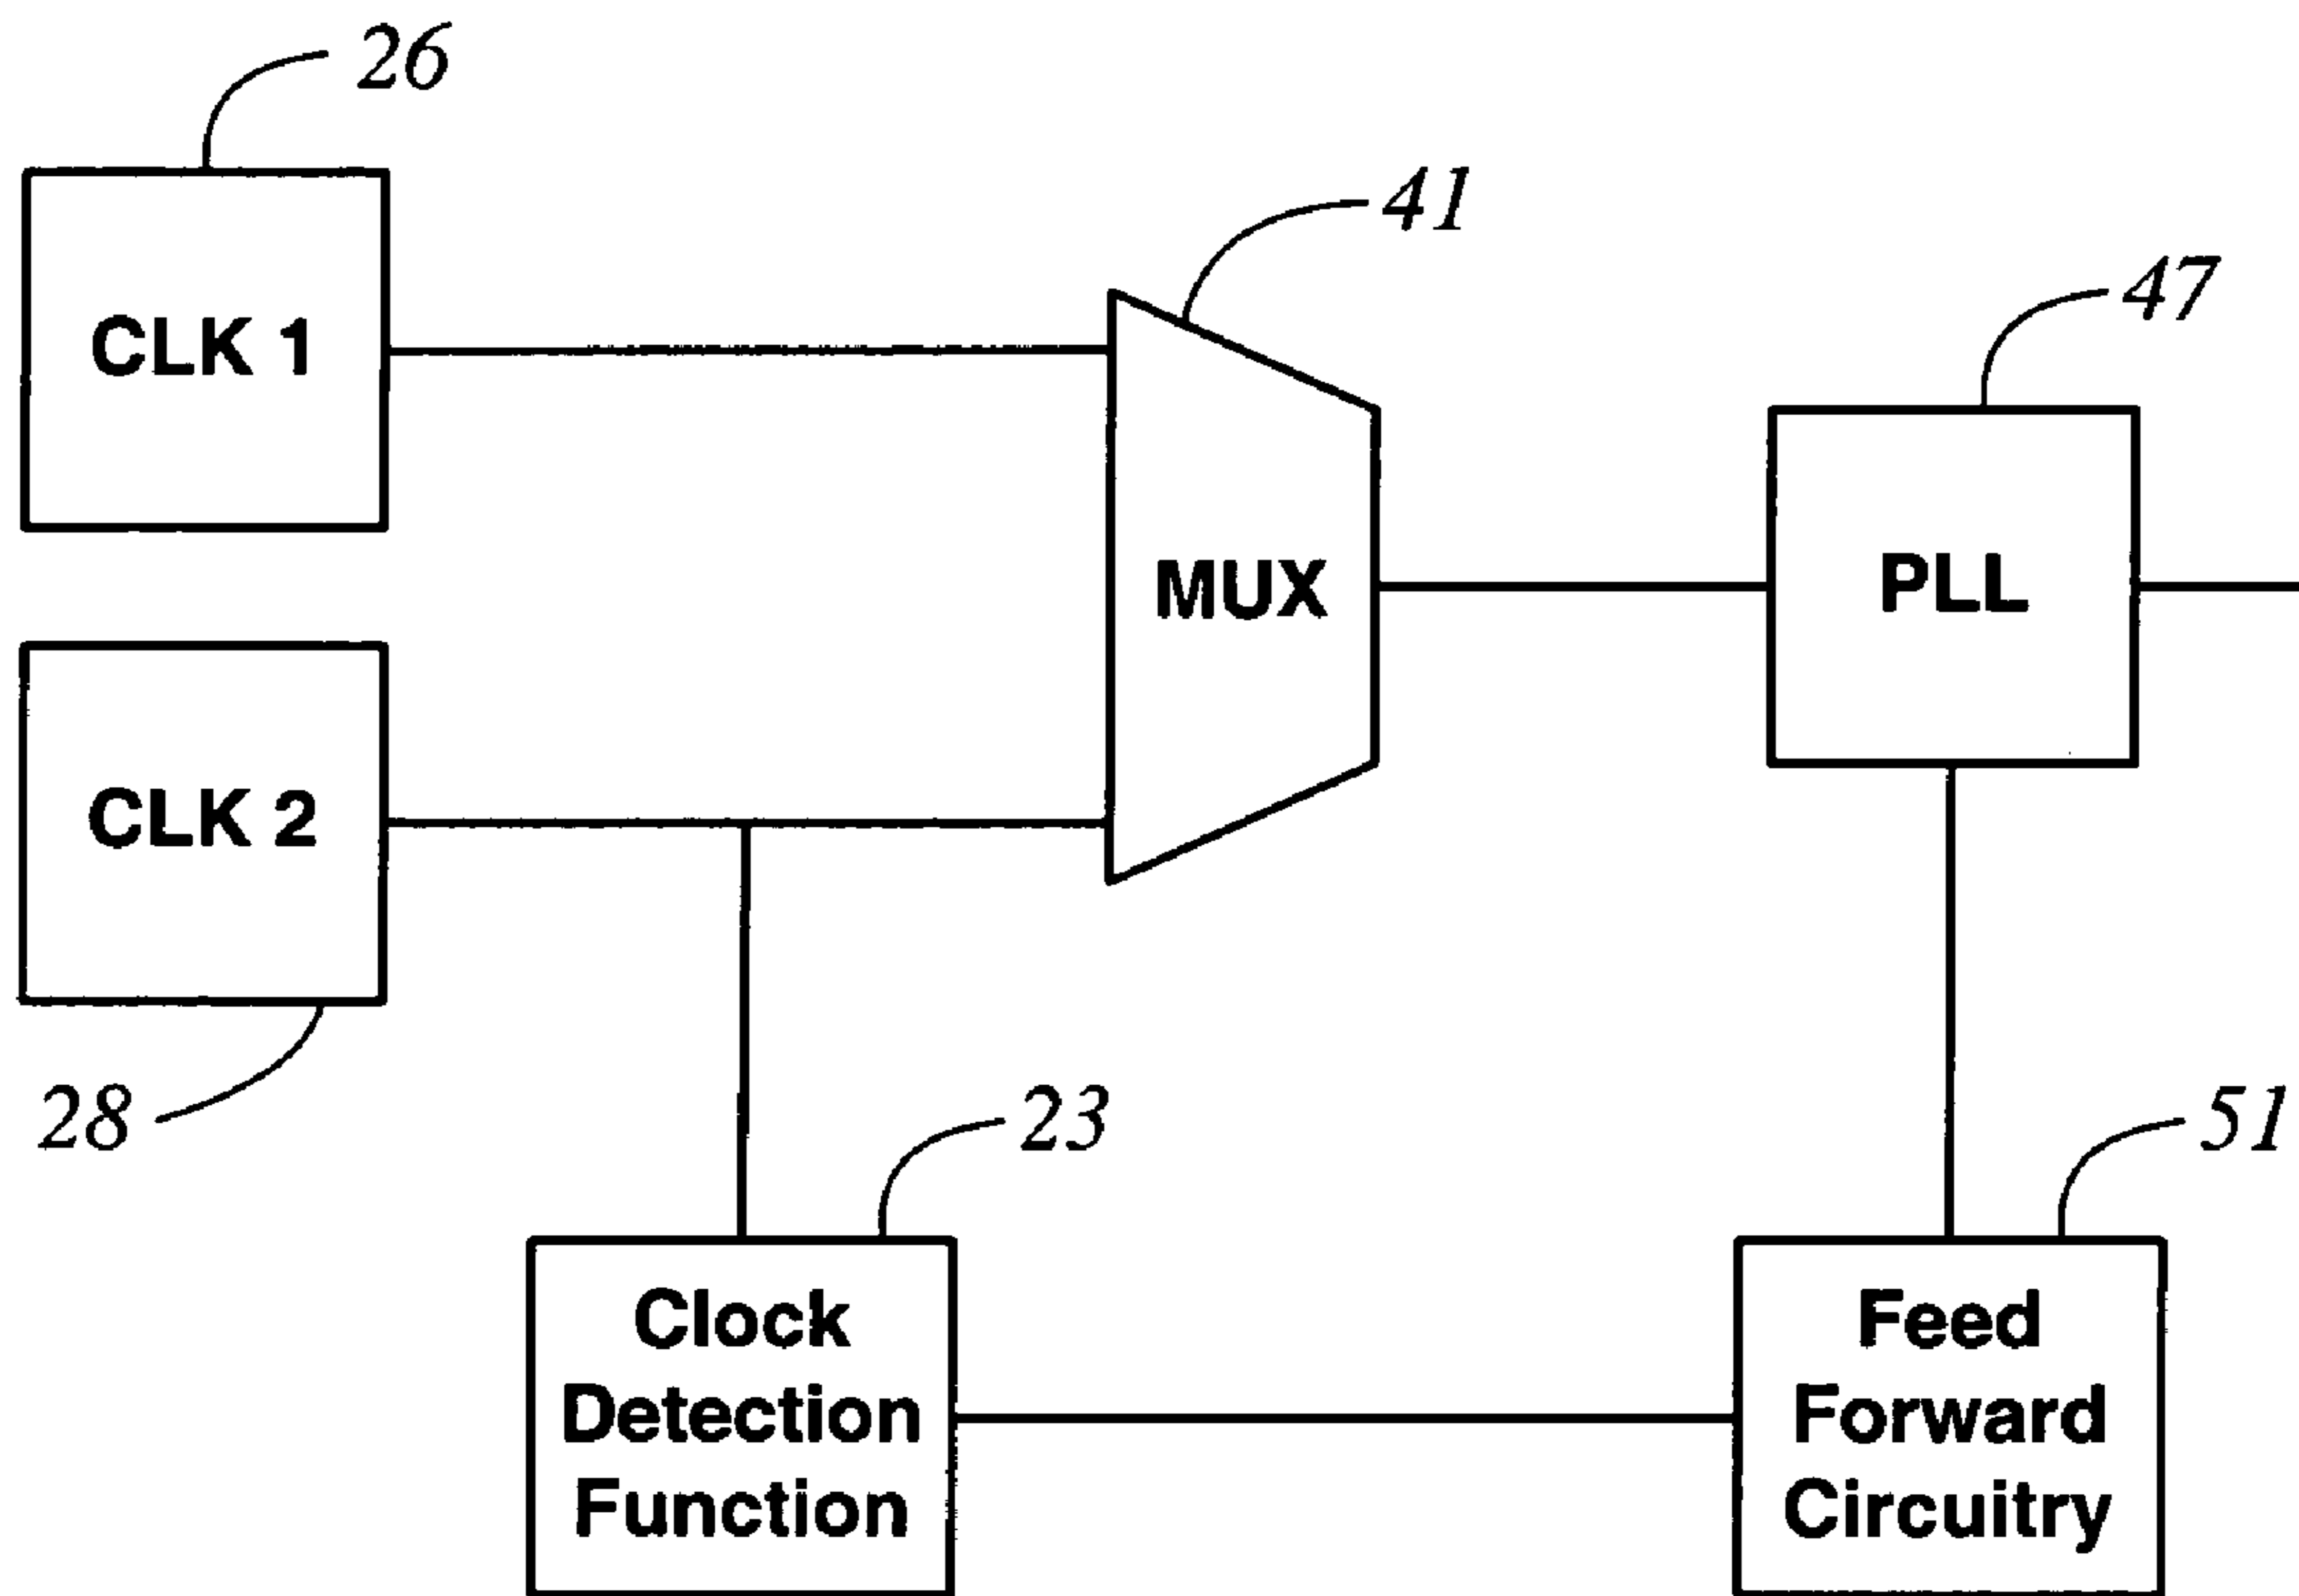 26
41
47
CLK 1
MUX
PLL
CLK 2
28
23
51
Clock
Detection
Function
Feed
Forward
Circuitry